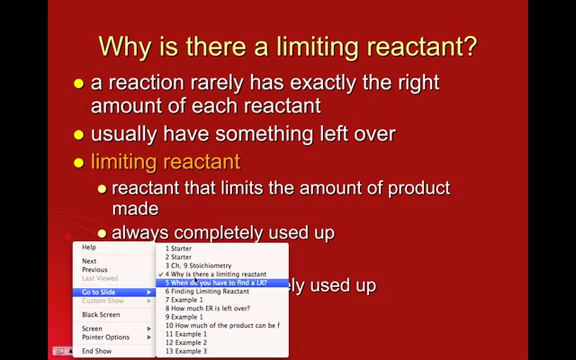 Why is there a limiting reactant?
a reaction rarely has exactly the right
amount of each reactant
usually have something left over
limiting reactant
reactant that limits the amount of product
made
always completely used up
ely used up
Help
Next
Previous
Last Viewed
Go to Slide
Custom Show
Black Screen
Screen
Pointer Options
End Show
1 Starter
2 Starter
3 Ch. 9 Stoichiometry
4 Why is there a limiting reactant
5 When do you have to find a LR?
6 Finding Limiting Reactant
7 Example 1
8 How much ER is left over?
9 Example 1
10 How much of the product can be f
11 Example 1
12 Example 2
13 Example 3